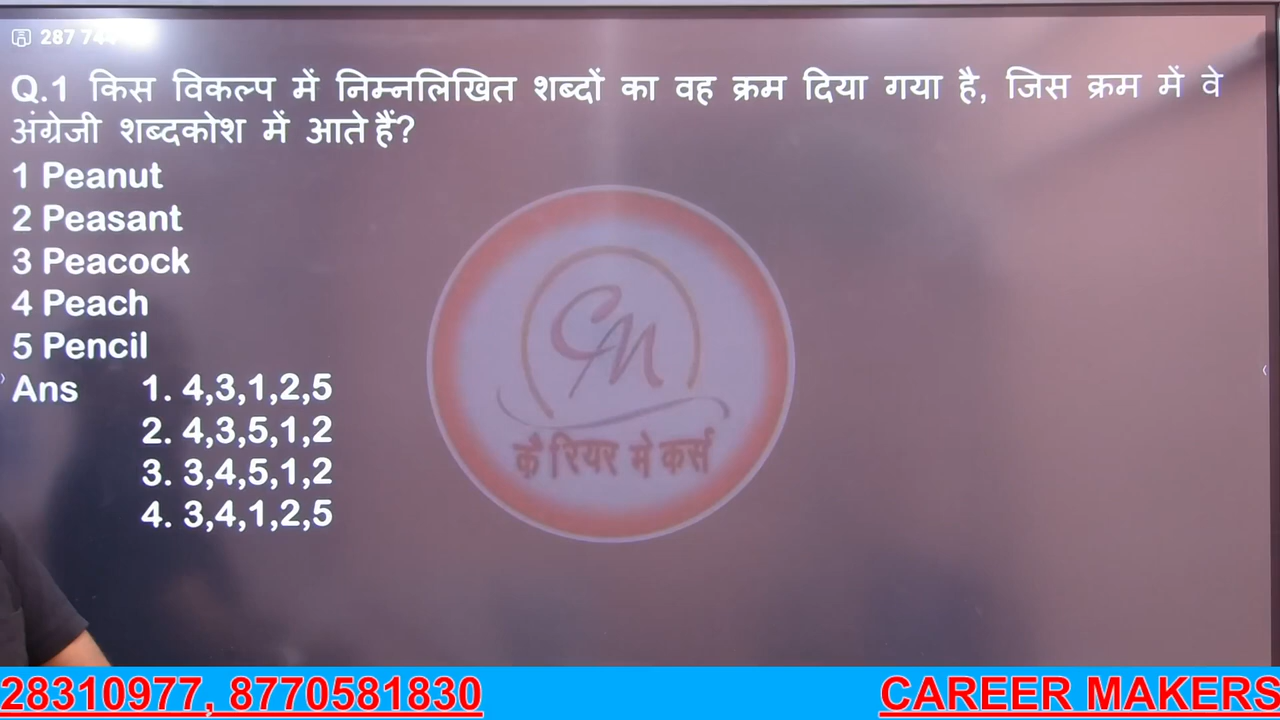 287 74
Q.1 किस विकल्प में निम्नलिखित शब्दों का वह क्रम दिया गया है, जिस क्रम में वे
अंग्रेजी शब्दकोश में आते हैं?
1 Peanut
2 Peasant
3 Peacock
4 Peach
5 Pencil
Ans 1. 4,3,1,2,5
2. 4,3,5,1,2
3. 3,4,5,1,2
4. 3,4,1,2,5
CM
कैरियर मेकर्स
28310977, 8770581830 CAREER MAKERS